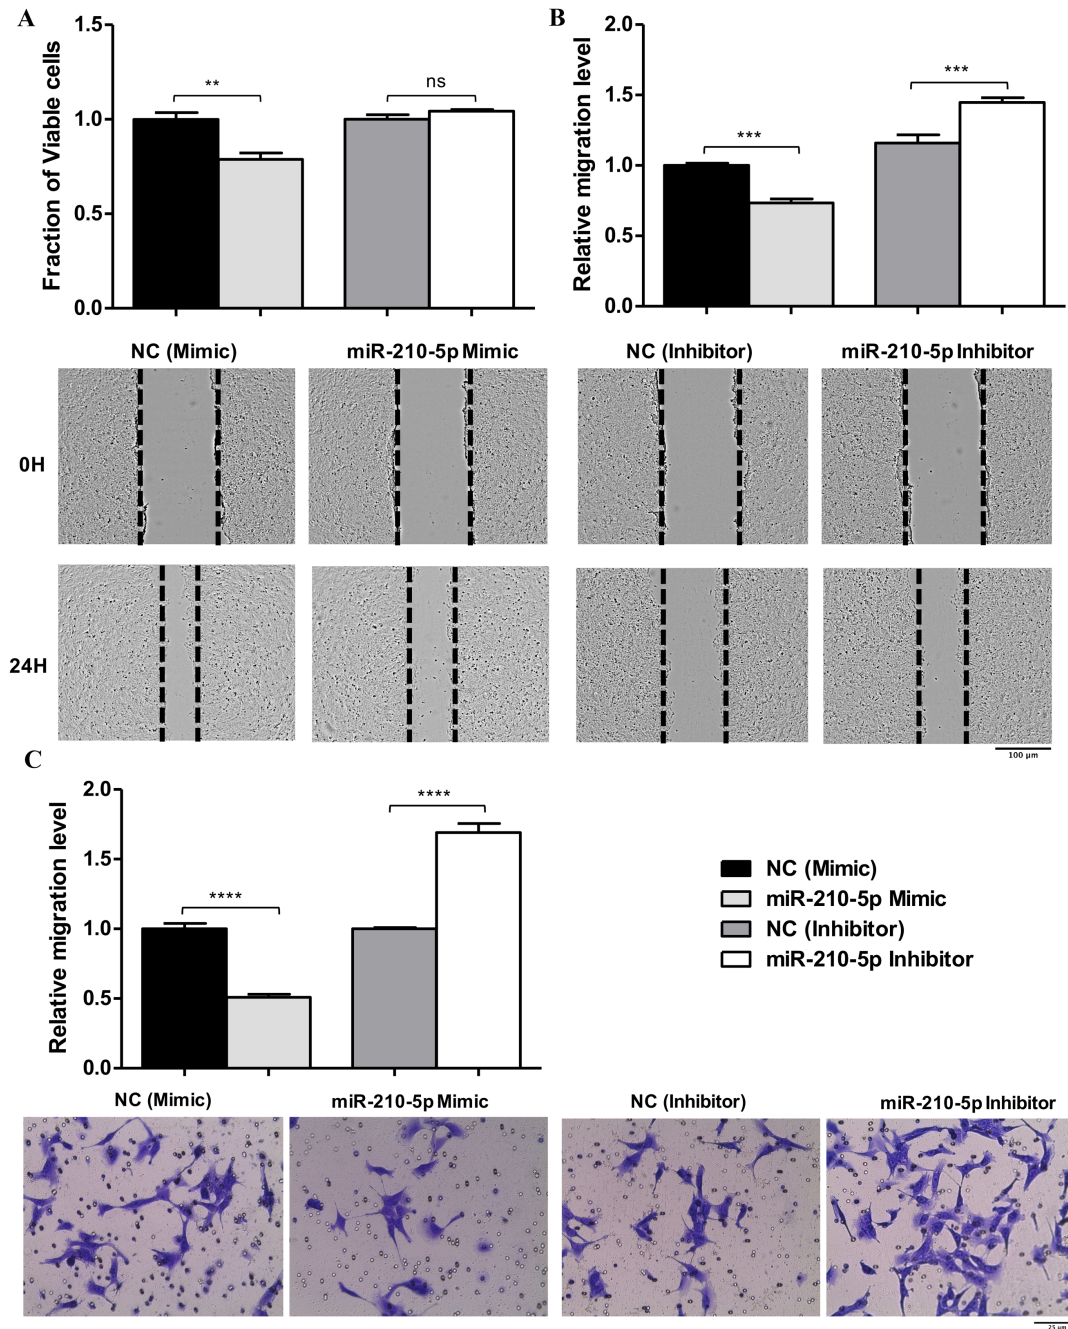 A
1.5
1.0
0.5
0.0
Fraction of Viable cells
**
ns
B
2.0
1.5
1.0
0.5
0.0
Relative migration level
***
***
NC (Mimic)
miR-210-5p Mimic
NC (Inhibitor)
miR-210-5p Inhibitor
0H
24H
100 µm
C
2.0
1.5
1.0
0.5
0.0
Relative migration level
****
****
NC (Mimic)
miR-210-5p Mimic
NC (Inhibitor)
miR-210-5p Inhibitor
NC (Mimic)
miR-210-5p Mimic
NC (Inhibitor)
miR-210-5p Inhibitor
25 µm